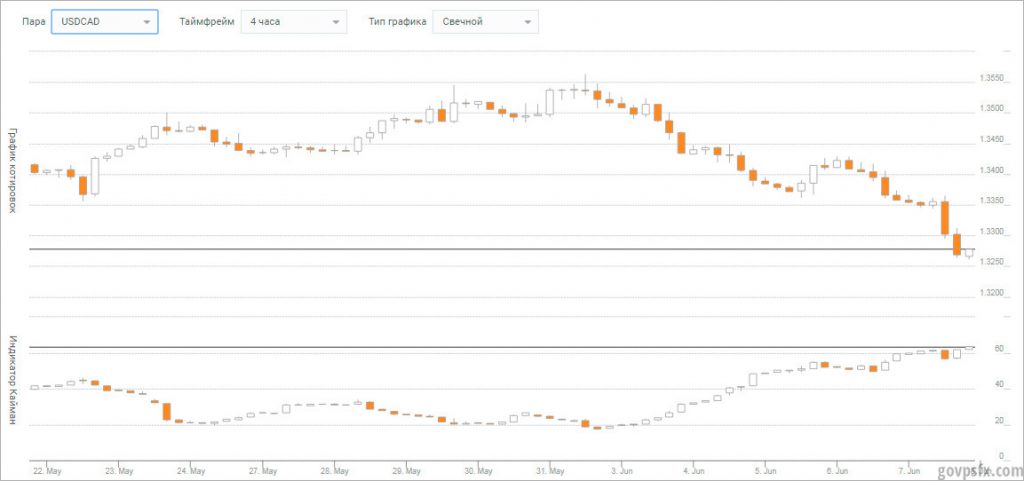 Пара USDCAD Таймфрейм 4 часа Тип графика Свечной
График котировок
1.3550
1.3500
1.3450
1.3400
1.3350
1.3300
1.3250
1.3200
Индикатор Кайман
60
40
20
0
22. May 23. May 24. May 27. May 28. May 29. May 30. May 31. May 3. Jun 4. Jun 5. Jun 6. Jun 7. Jun
govpsfx.com